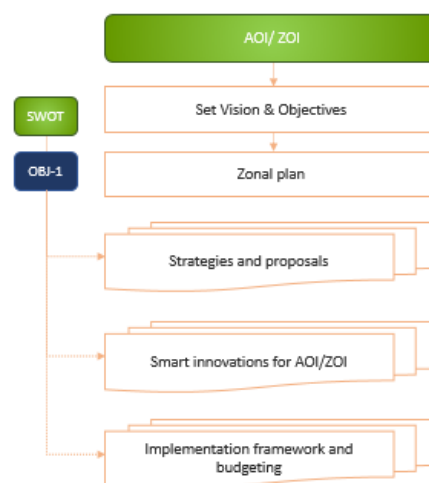 AOI/ ZOI
Set Vision & Objectives
SWOT
OBJ-1
Zonal plan
Strategies and proposals
Smart innovations for AOI/ZOI
Implementation framework and
budgeting